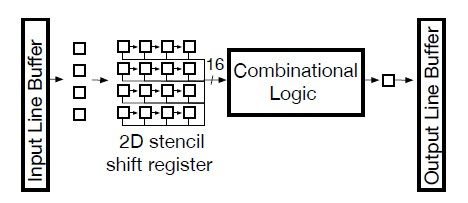 Input Line Buffer
2D stencil
shift register
16
Combinational
Logic
Output Line Buffer